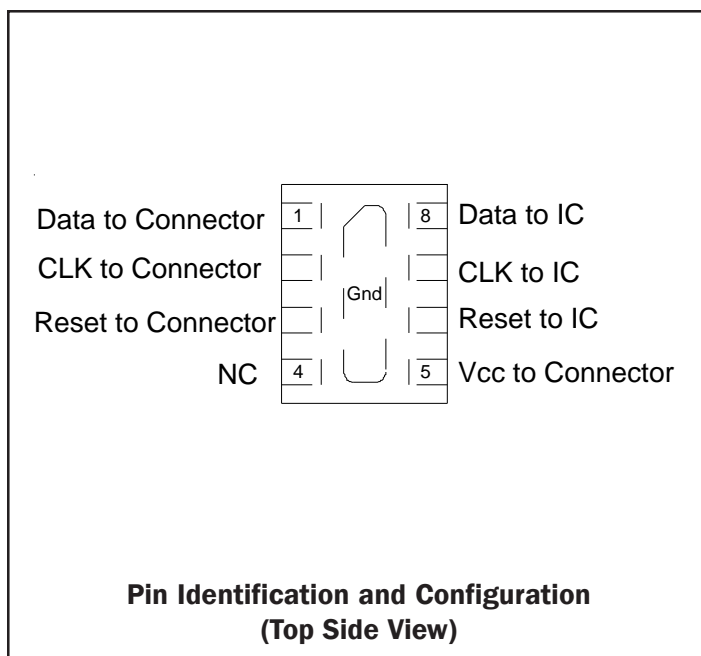 Data to Connector 1 8 Data to IC
CLK to Connector CLK to IC
Gnd
Reset to Connector Reset to IC
NC 4 5 Vcc to Connector
Pin Identification and Configuration
(Top Side View)